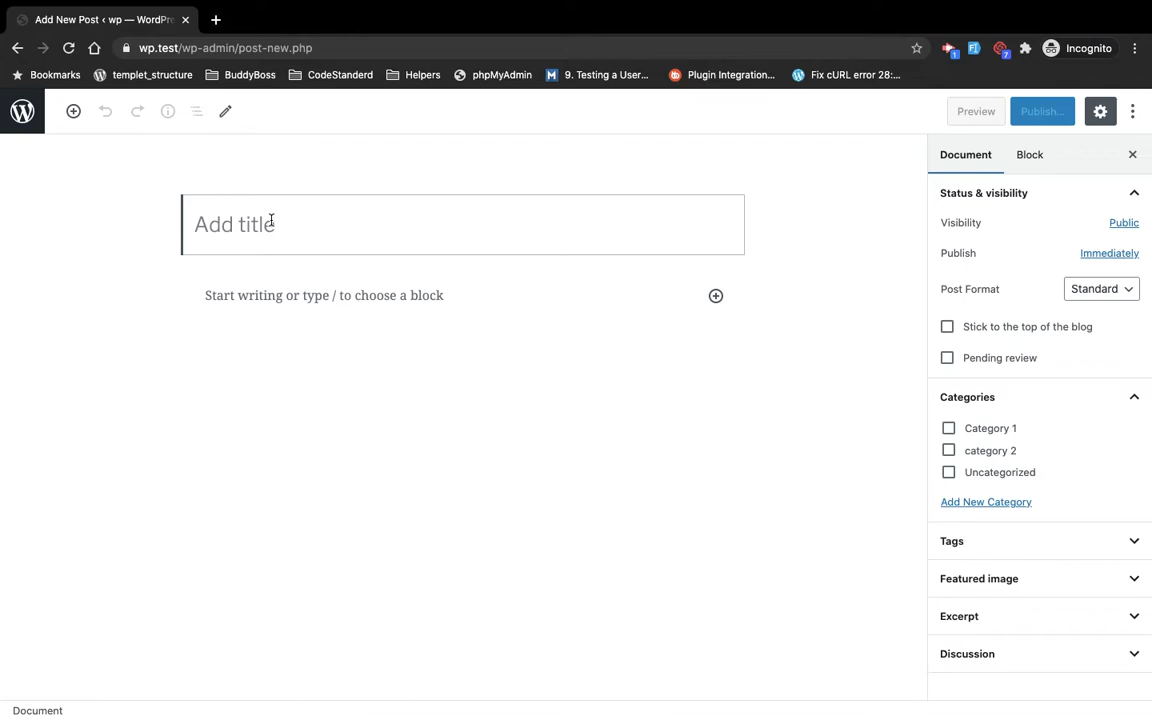 Add New Post ‹ wp — WordPre
wp.test/wp-admin/post-new.php
1
7
Incognito
Bookmarks
templet_structure
BuddyBoss
CodeStanderd
Helpers
phpMyAdmin
9. Testing a User...
Plugin Integration...
Fix cURL error 28:...
Preview
Publish...
Document
Block
Add title
Start writing or type / to choose a block
Status & visibility
Visibility
Public
Publish
Immediately
Post Format
Standard
Stick to the top of the blog
Pending review
Categories
Category 1
category 2
Uncategorized
Add New Category
Tags
Featured image
Excerpt
Discussion
Document